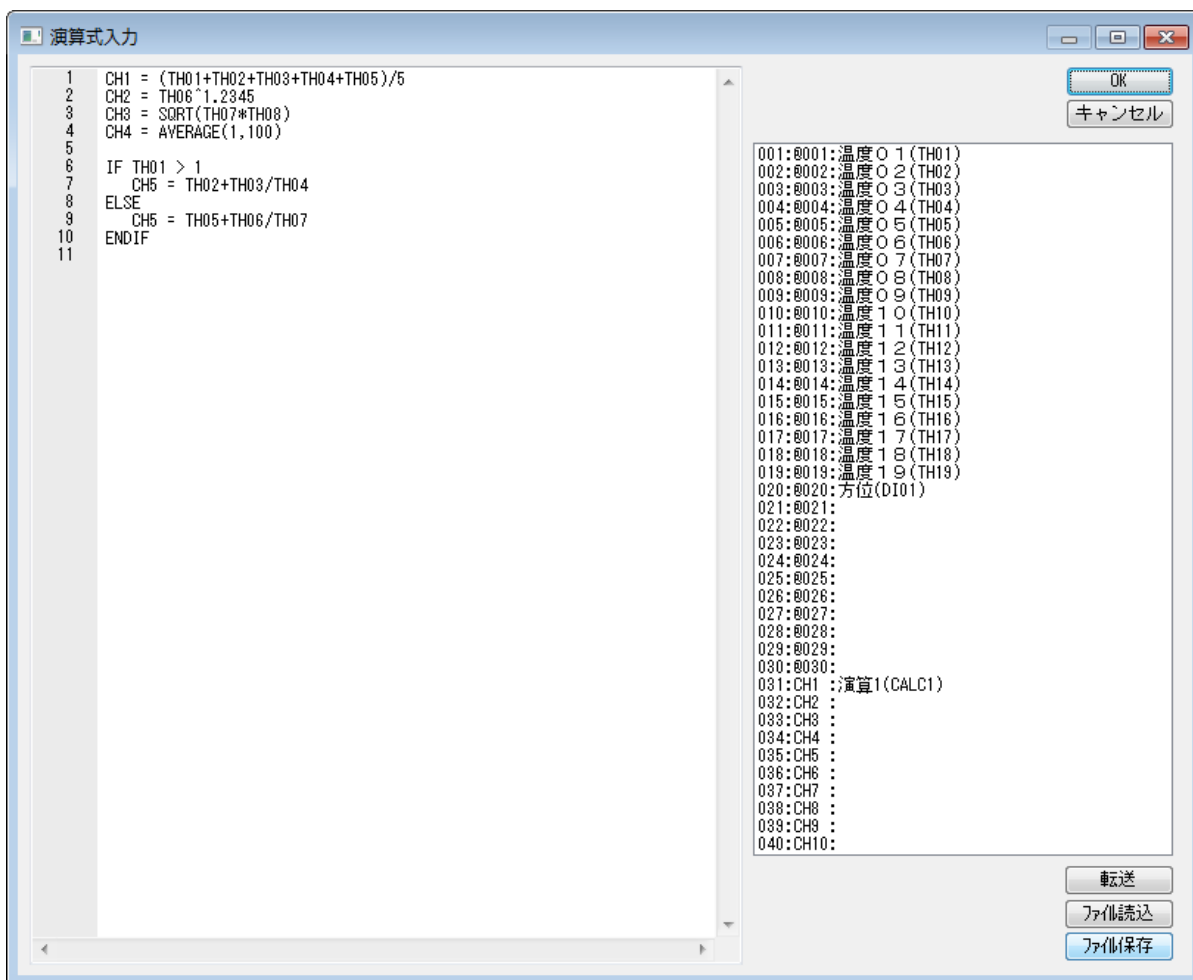 演算式入力
1 CH1 = (TH01+TH02+TH03+TH04+TH05)/5
2 CH2 = TH06^1.2345
3 CH3 = SQRT(TH07*TH08)
4 CH4 = AVERAGE(1,100)
5
6 IF TH01 > 1
7 CH5 = TH02+TH03/TH04
8 ELSE
9 CH5 = TH05+TH06/TH07
10 ENDIF
11
OK
キャンセル
001:@001:温度０１(TH01)
002:@002:温度０２(TH02)
003:@003:温度０３(TH03)
004:@004:温度０４(TH04)
005:@005:温度０５(TH05)
006:@006:温度０６(TH06)
007:@007:温度０７(TH07)
008:@008:温度０８(TH08)
009:@009:温度０９(TH09)
010:@010:温度１０(TH10)
011:@011:温度１１(TH11)
012:@012:温度１２(TH12)
013:@013:温度１３(TH13)
014:@014:温度１４(TH14)
015:@015:温度１５(TH15)
016:@016:温度１６(TH16)
017:@017:温度１７(TH17)
018:@018:温度１８(TH18)
019:@019:温度１９(TH19)
020:@020:方位(DI01)
021:@021:
022:@022:
023:@023:
024:@024:
025:@025:
026:@026:
027:@027:
028:@028:
029:@029:
030:@030:
031:CH1 :演算1(CALC1)
032:CH2 :
033:CH3 :
034:CH4 :
035:CH5 :
036:CH6 :
037:CH7 :
038:CH8 :
039:CH9 :
040:CH10:
転送
ﾌｧｲﾙ読込
ﾌｧｲﾙ保存